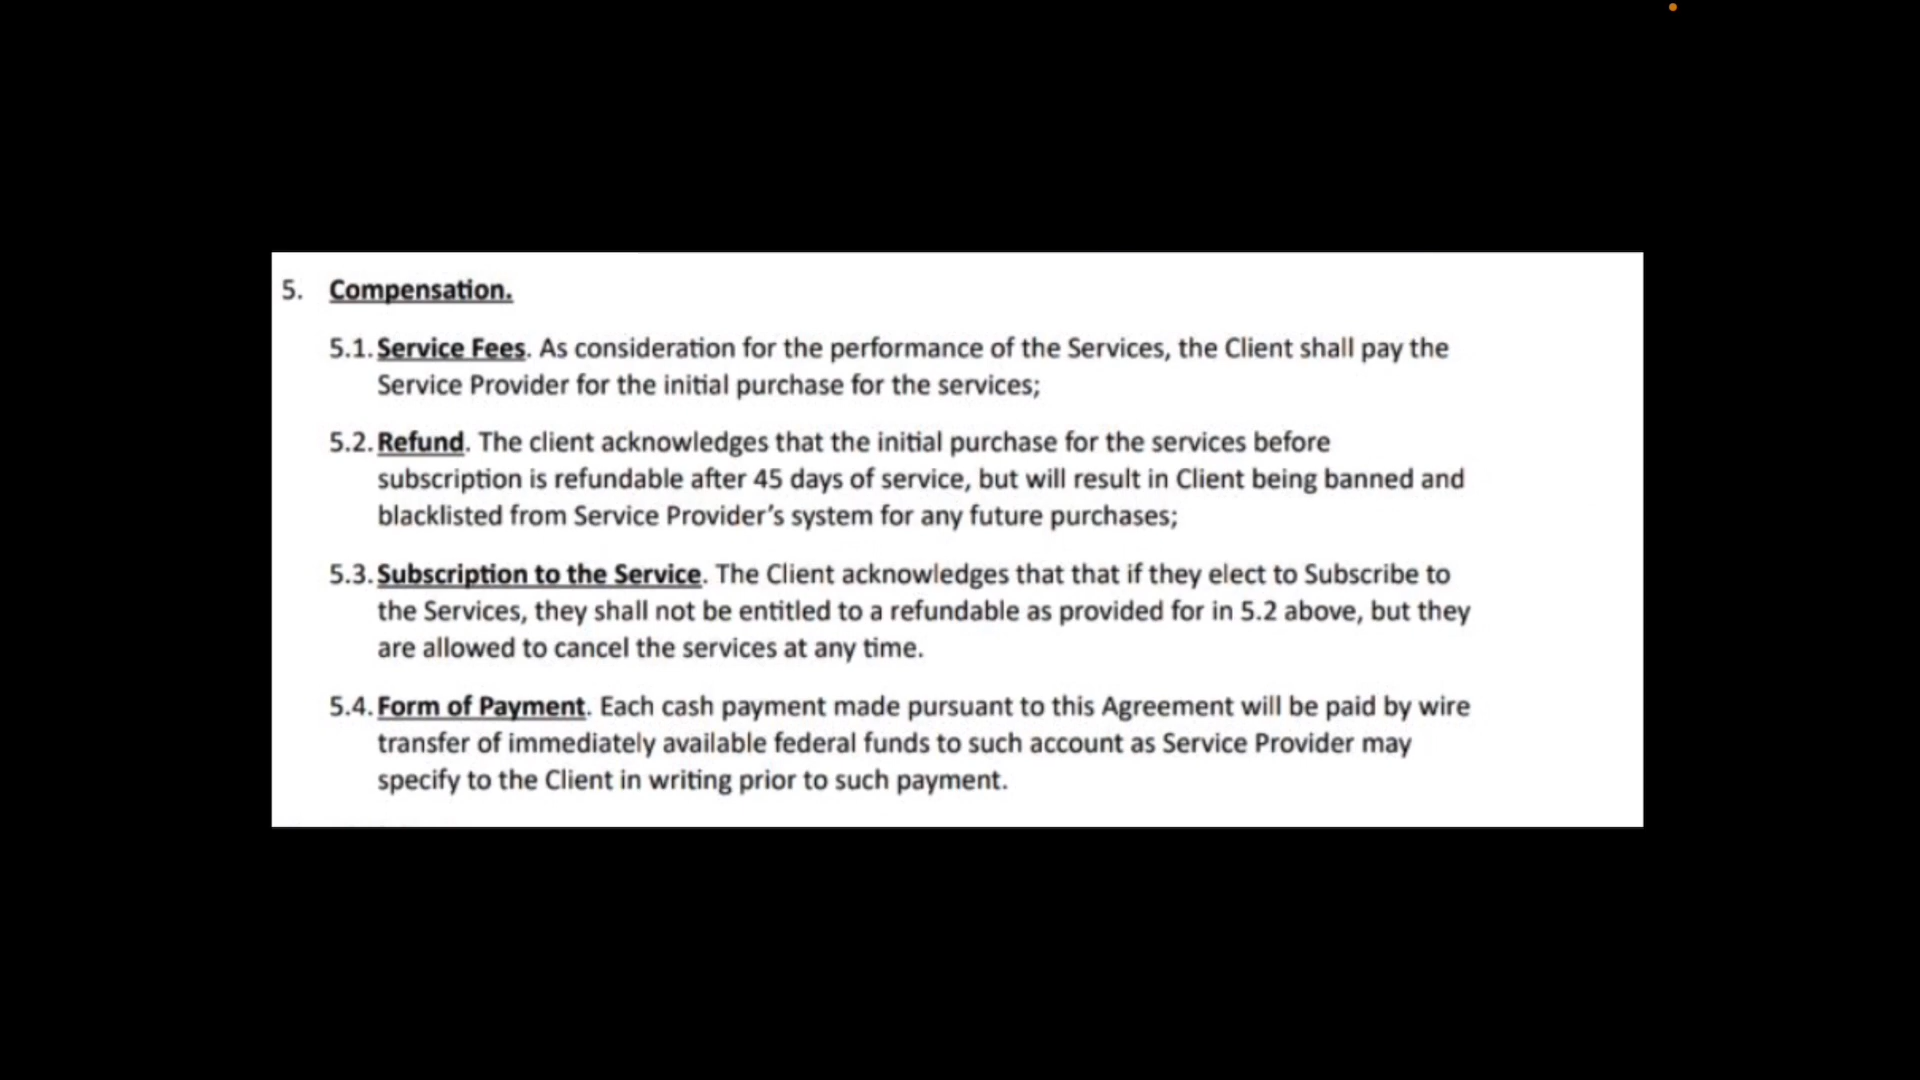 5. Compensation.
5.1. Service Fees. As consideration for the performance of the Services, the Client shall pay the
Service Provider for the initial purchase for the services;
5.2. Refund. The client acknowledges that the initial purchase for the services before
subscription is refundable after 45 days of service, but will result in Client being banned and
blacklisted from Service Provider’s system for any future purchases;
5.3. Subscription to the Service. The Client acknowledges that that if they elect to Subscribe to
the Services, they shall not be entitled to a refundable as provided for in 5.2 above, but they
are allowed to cancel the services at any time.
5.4. Form of Payment. Each cash payment made pursuant to this Agreement will be paid by wire
transfer of immediately available federal funds to such account as Service Provider may
specify to the Client in writing prior to such payment.